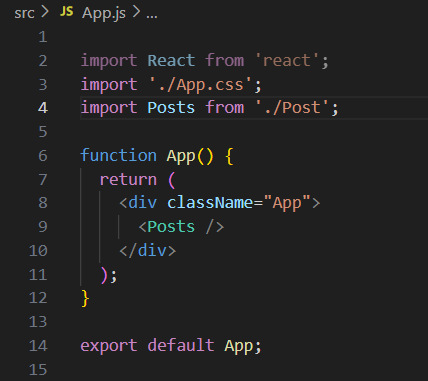 src > JS App.js > ...
1
2 import React from 'react';
3 import './App.css';
4 import Posts from './Post';
5
6 function App() {
7   return (
8     <div className="App">
9       <Posts />
10     </div>
11   );
12 }
13
14 export default App;
15